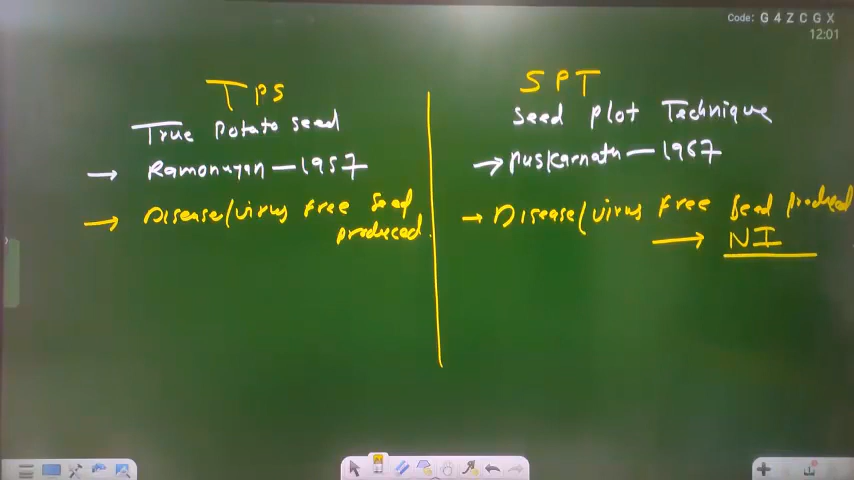 Code: G 4 Z C G X
12:01
TPS
True Potato Seed
→ Ramonujan — 1957
→ Disease/virus Free Seed
produced.
SPT
Seed Plot Technique
→ Puskarnath — 1967
→ Disease/virus Free Seed produced
→ NI